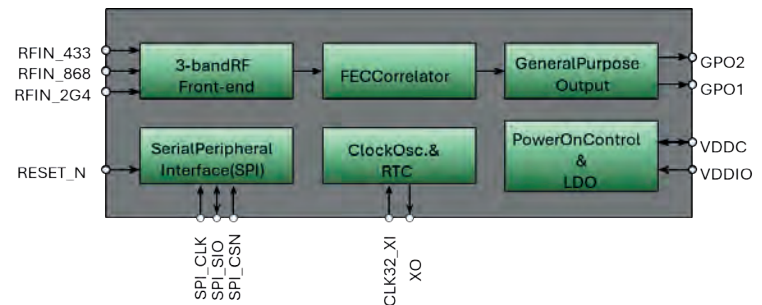 RFIN_433
RFIN_868
RFIN_2G4
3-bandRF
Front-end
FECCorrelator
GeneralPurpose
Output
GPO2
GPO1
RESET_N
SerialPeripheral
Interface(SPI)
ClockOsc.&
RTC
PowerOnControl
&
LDO
VDDC
VDDIO
SPI_CLK
SPI_SIO
SPI_CSN
CLK32_XI
XO